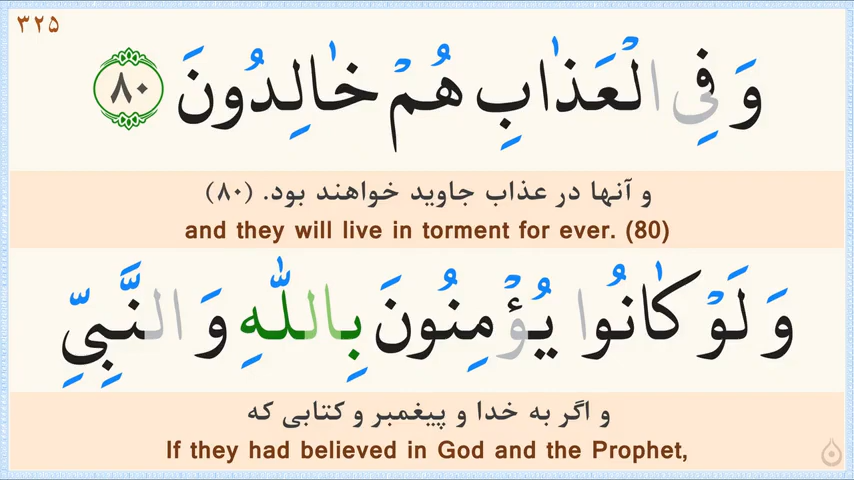 ۳۲۵
وَ فِی الْعَذٰابِ هُمْ خٰالِدُونَ ۸۰
و آنها در عذاب جاوید خواهند بود. (۸۰)
and they will live in torment for ever. (80)
وَ لَوْ کٰانُوا یُؤْمِنُونَ بِاللّٰهِ وَ النَّبِیِّ
و اگر به خدا و پیغمبر و کتابی که
If they had believed in God and the Prophet,